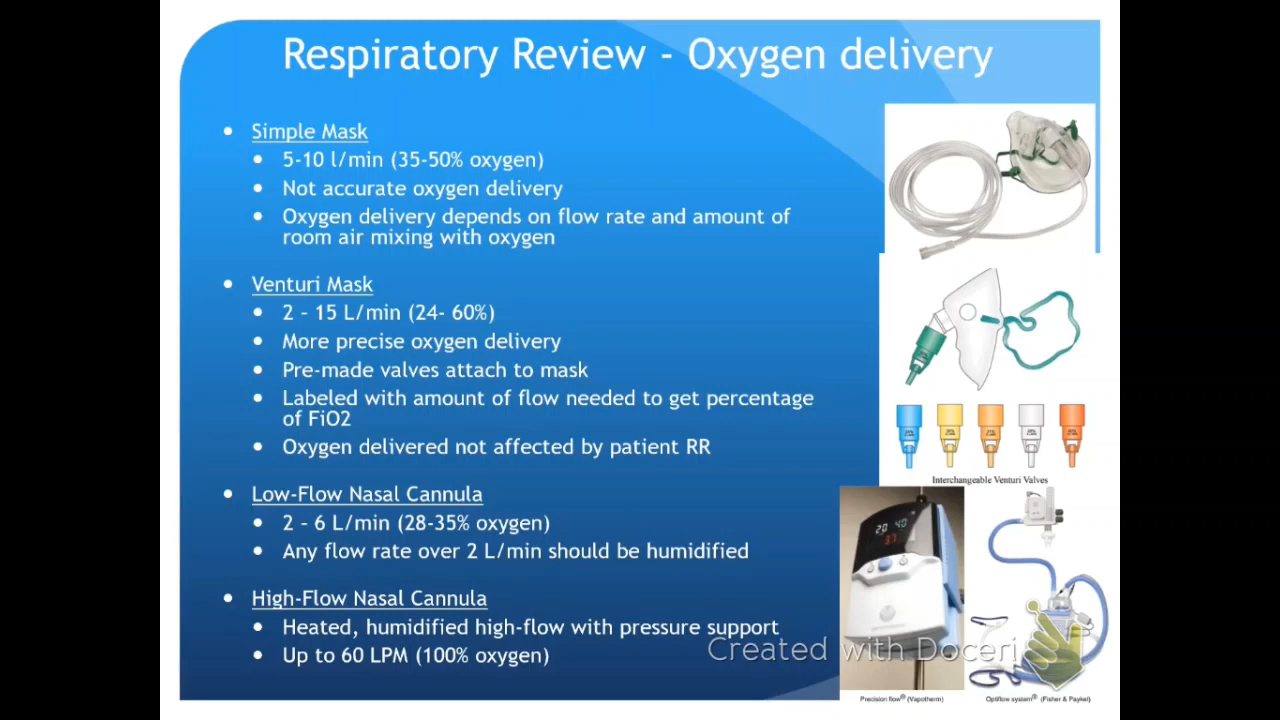 Respiratory Review - Oxygen delivery
Simple Mask
5-10 l/min (35-50% oxygen)
Not accurate oxygen delivery
Oxygen delivery depends on flow rate and amount of
room air mixing with oxygen
Venturi Mask
2 – 15 L/min (24- 60%)
More precise oxygen delivery
Pre-made valves attach to mask
Labeled with amount of flow needed to get percentage
of FiO2
Oxygen delivered not affected by patient RR
Interchangeable Venturi Valves
Low-Flow Nasal Cannula
2 – 6 L/min (28-35% oxygen)
Any flow rate over 2 L/min should be humidified
High-Flow Nasal Cannula
Heated, humidified high-flow with pressure support
Up to 60 LPM (100% oxygen)
20 40
37
Created with Doceri
Precision flow® (Vapotherm)
Optiflow system® (Fisher & Paykel)